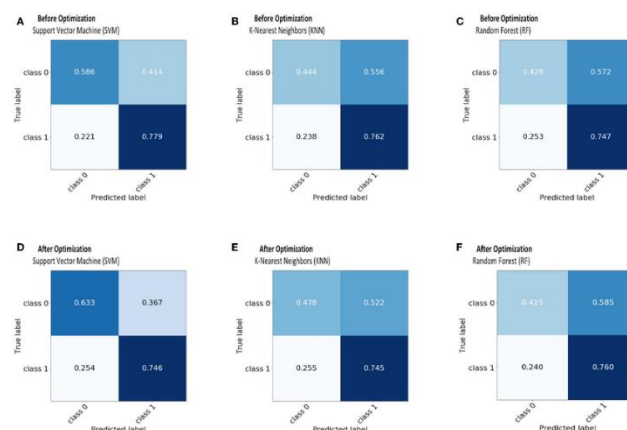 A Before Optimization
Support Vector Machine (SVM)
True label
class 0 0.586 0.414
class 1 0.221 0.779
class 0 class 1
Predicted label
B Before Optimization
K-Nearest Neighbors (KNN)
True label
class 0 0.444 0.556
class 1 0.238 0.762
class 0 class 1
Predicted label
C Before Optimization
Random Forest (RF)
True label
class 0 0.428 0.572
class 1 0.253 0.747
class 0 class 1
Predicted label
D After Optimization
Support Vector Machine (SVM)
True label
class 0 0.633 0.367
class 1 0.254 0.746
class 0 class 1
Predicted label
E After Optimization
K-Nearest Neighbors (KNN)
True label
class 0 0.478 0.522
class 1 0.255 0.745
class 0 class 1
Predicted label
F After Optimization
Random Forest (RF)
True label
class 0 0.415 0.585
class 1 0.240 0.760
class 0 class 1
Predicted label